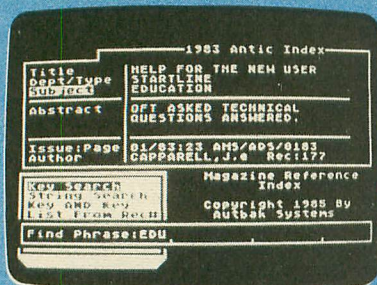 1983 Antic Index
Title HELP FOR THE NEW USER
Dept/Type STARTLINE
Subject EDUCATION
Abstract OFT ASKED TECHNICAL
QUESTIONS ANSWERED.
Issue:Page 01/83:23 AMS/ADS/0183
Author CAPPARELL,J.e Rec:177
Key Search
String Search
Key AND Key
List From Rec#
Magazine Reference
Index
Copyright 1985 By
Autbak Systems
Find Phrase:EDU